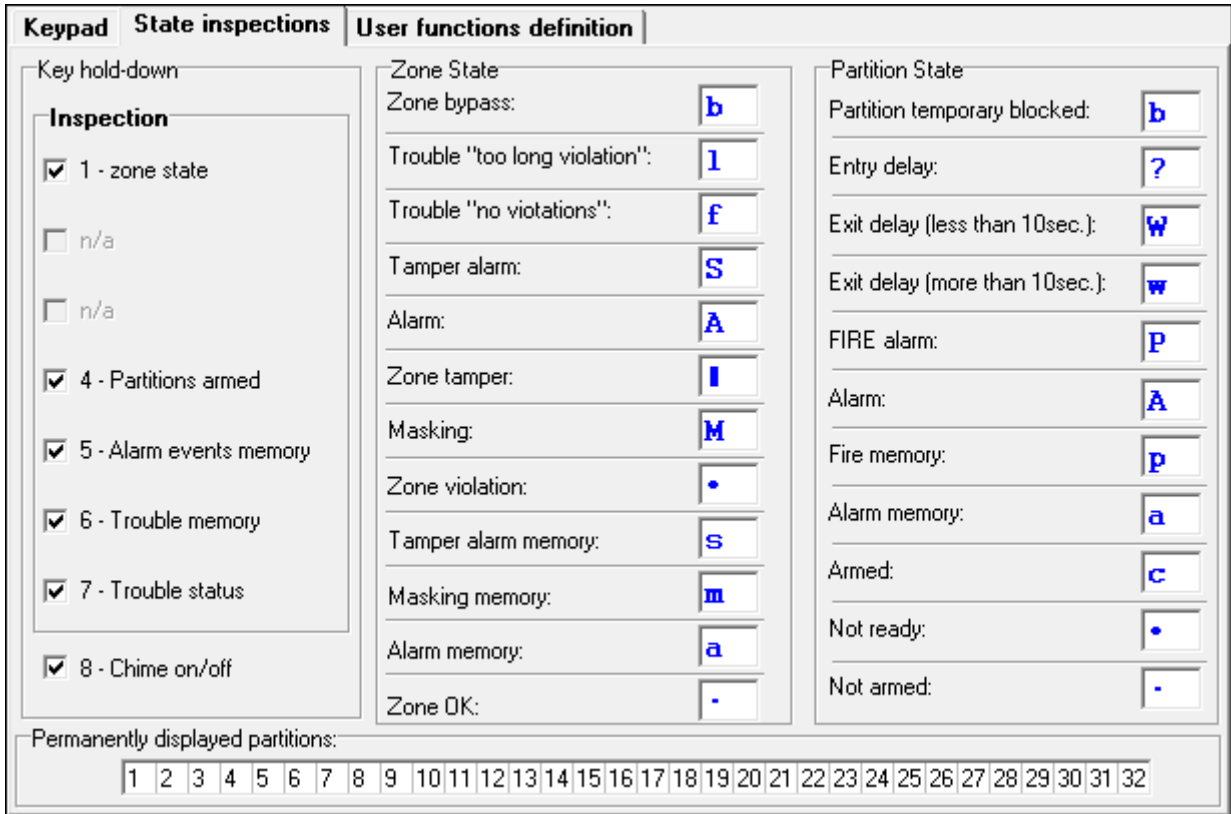 Keypad
State inspections
User functions definition
Key hold-down
Inspection
1 - zone state
n/a
n/a
4 - Partitions armed
5 - Alarm events memory
6 - Trouble memory
7 - Trouble status
8 - Chime on/off
Zone State
Zone bypass: b
Trouble "too long violation": l
Trouble "no viotations": f
Tamper alarm: S
Alarm: A
Zone tamper: ▮
Masking: M
Zone violation: •
Tamper alarm memory: s
Masking memory: m
Alarm memory: a
Zone OK: ·
Partition State
Partition temporary blocked: b
Entry delay: ?
Exit delay (less than 10sec.): W
Exit delay (more than 10sec.): w
FIRE alarm: P
Alarm: A
Fire memory: p
Alarm memory: a
Armed: c
Not ready: •
Not armed: ·
Permanently displayed partitions:
1 2 3 4 5 6 7 8 9 10 11 12 13 14 15 16 17 18 19 20 21 22 23 24 25 26 27 28 29 30 31 32